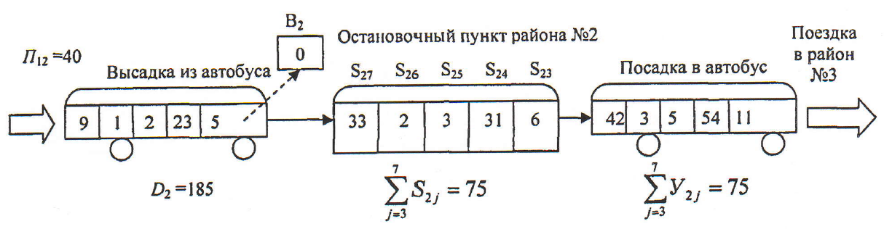 B₂
0
Остановочный пункт района №2
Поездка
в район
№3
П₁₂ =40
Высадка из автобуса
S₂₇ S₂₆ S₂₅ S₂₄ S₂₃
Посадка в автобус
9 1 2 23 5
33 2 3 31 6
42 3 5 54 11
D₂ =185
7
∑ S₂ⱼ = 75
j=3
7
∑ У₂ⱼ = 75
j=3